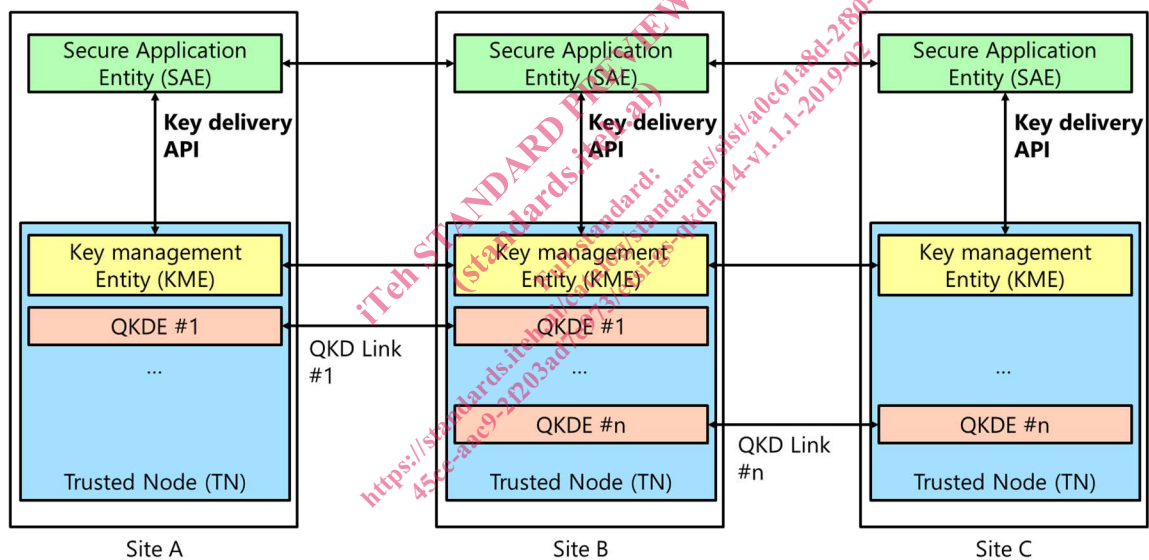 Secure Application
Entity (SAE)
Secure Application
Entity (SAE)
Secure Application
Entity (SAE)
Key delivery
API
Key delivery
API
Key delivery
API
Key management
Entity (KME)
Key management
Entity (KME)
Key management
Entity (KME)
QKDE #1
QKD Link
#1
QKDE #1
...
...
...
QKDE #n
QKD Link
#n
QKDE #n
Trusted Node (TN)
Trusted Node (TN)
Trusted Node (TN)
Site A
Site B
Site C
iTeh STANDARD PREVIEW
(standards.iteh.ai)
Full standard: